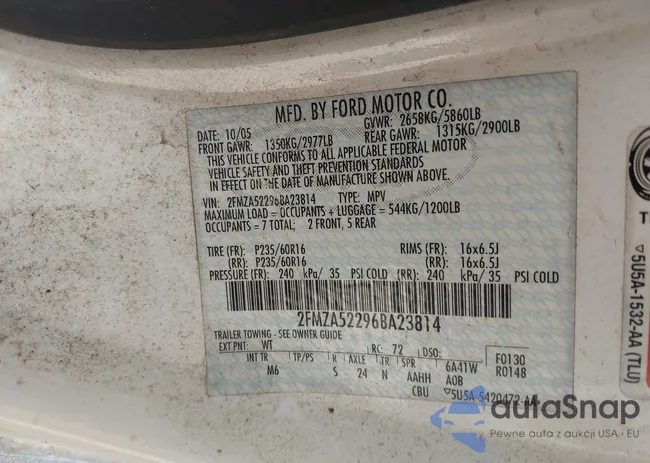 MFD. BY FORD MOTOR CO.
DATE: 10/05 GVWR: 2658KG/5860LB
FRONT GAWR: 1350KG/2977LB REAR GAWR: 1315KG/2900LB
THIS VEHICLE CONFORMS TO ALL APPLICABLE FEDERAL MOTOR
VEHICLE SAFETY AND THEFT PREVENTION STANDARDS
IN EFFECT ON THE DATE OF MANUFACTURE SHOWN ABOVE.
VIN: 2FMZA52296BA23814 TYPE: MPV
MAXIMUM LOAD = OCCUPANTS + LUGGAGE = 544KG/1200LB
OCCUPANTS = 7 TOTAL: 2 FRONT, 5 REAR
TIRE (FR): P235/60R16 RIMS (FR): 16x6.5J
(RR): P235/60R16 (RR): 16x6.5J
PRESSURE (FR): 240 kPa/ 35 PSI COLD (RR): 240 kPa/ 35 PSI COLD
2FMZA52296BA23814
TRAILER TOWING - SEE OWNER GUIDE
EXT PNT: WT RC: 72 DSO: F0130
INT TR TP/PS R AXLE TR SPR 6A41W R0148
M6 S 24 N AAHH AOB
CBU ▽5U5A-5420472-AA
▽5U5A-1532-AA (TLU)
autaSnap
Pewne auta z aukcji USA i EU